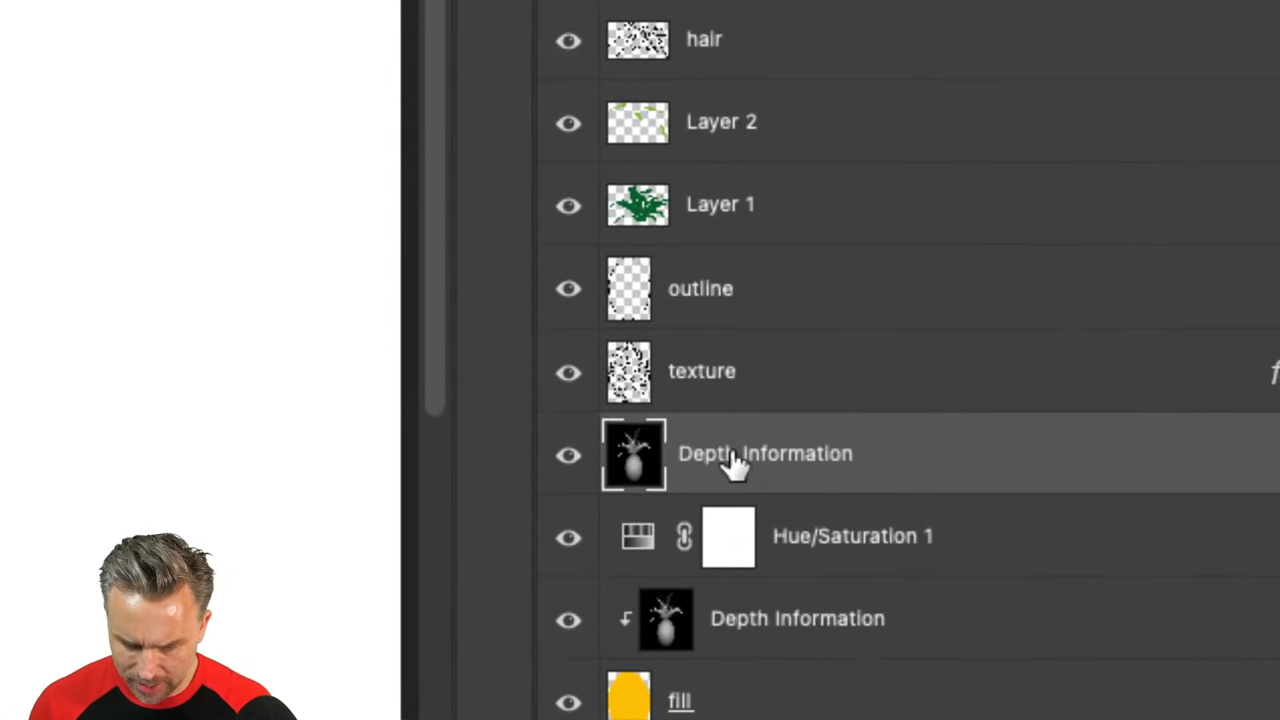 hair
Layer 2
Layer 1
outline
texture
f
Depth Information
Hue/Saturation 1
Depth Information
fill